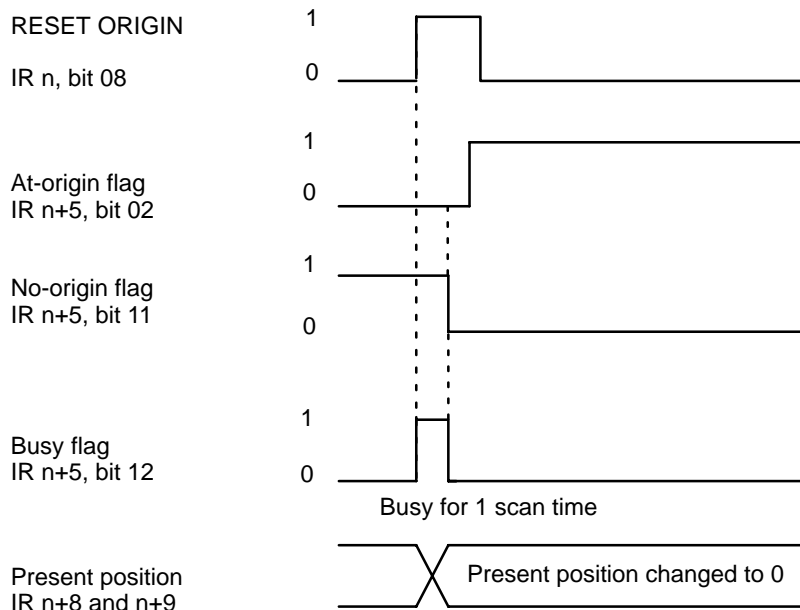 RESET ORIGIN
1
IR n, bit 08
0
1
At-origin flag
0
IR n+5, bit 02
1
No-origin flag
IR n+5, bit 11
0
1
Busy flag
IR n+5, bit 12
0
Busy for 1 scan time
Present position
Present position changed to 0
IR n+8 and n+9